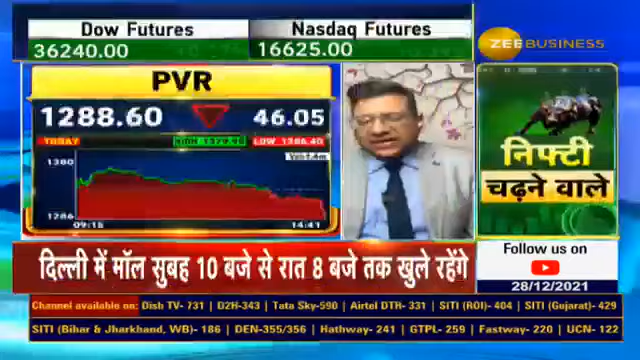 Dow Futures
Nasdaq Futures
36240.00
16625.00
ZEE BUSINESS
PVR
1288.60
46.05
TODAY
HIGH 1379.90
LOW 1286.40
1380
1286
09:15
14:41
निफ्टी
चढ़ने वाले
दिल्ली में मॉल सुबह 10 बजे से रात 8 बजे तक खुले रहेंगे
Follow us on
28/12/2021
Channel available on: Dish TV- 731 | D2H-343 | Tata Sky-590 | Airtel DTH- 331 | SITI (ROI)- 404 | SITI (Gujarat)- 429
SITI (Bihar & Jharkhand, WB)- 186 | DEN-355/356 | Hathway- 241 | GTPL- 259 | Fastway- 220 | UCN- 122